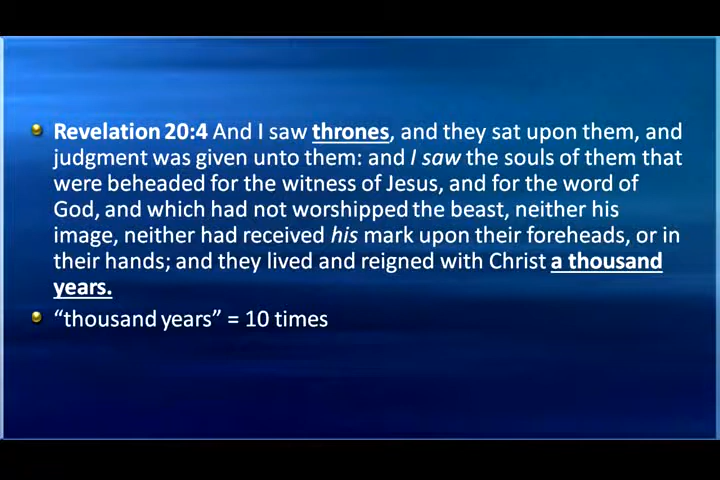 Revelation 20:4 And I saw thrones, and they sat upon them, and
judgment was given unto them: and I saw the souls of them that
were beheaded for the witness of Jesus, and for the word of
God, and which had not worshipped the beast, neither his
image, neither had received his mark upon their foreheads, or in
their hands; and they lived and reigned with Christ a thousand
years.
“thousand years” = 10 times